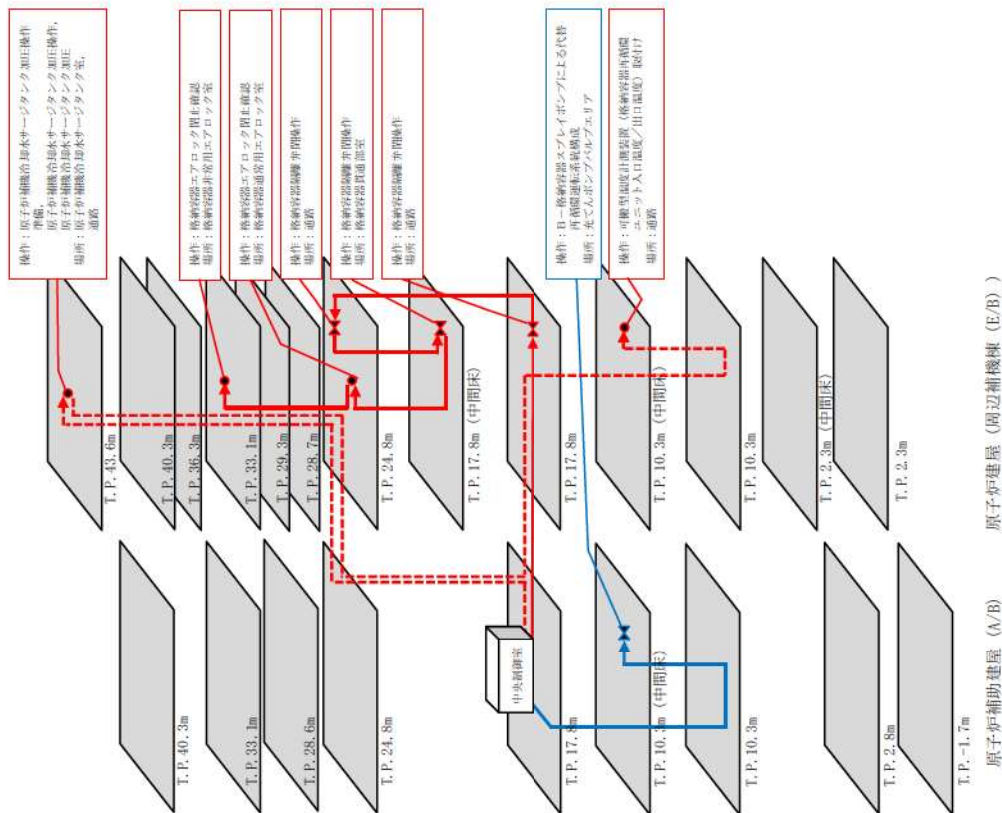 操作：原子炉補機冷却水サージタンク加圧操作
準備，
原子炉補機冷却水サージタンク加圧操作，
原子炉補機冷却水サージタンク加圧
場所：原子炉補機冷却水サージタンク室，
通路
操作：格納容器エアロック閉止確認
場所：格納容器非常用エアロック室
操作：格納容器エアロック閉止確認
場所：格納容器通常用エアロック室
操作：格納容器隔離弁閉操作
場所：通路
操作：格納容器隔離弁閉操作
場所：格納容器貫通部室
操作：格納容器隔離弁閉操作
場所：通路
操作：B－格納容器スプレイポンプによる代替
再循環運転系統構成
場所：充てんポンプバルブエリア
操作：可搬型温度計測装置（格納容器再循環
ユニット入口温度／出口温度）取付け
場所：通路
T.P.43.6m
T.P.40.3m
T.P.36.3m
T.P.33.1m
T.P.29.3m
T.P.28.7m
T.P.24.8m
T.P.17.8m（中間床）
T.P.17.8m
T.P.10.3m（中間床）
T.P.10.3m
T.P.2.3m（中間床）
T.P.2.3m
原子炉建屋（周辺補機棟（E/B））
中央制御室
T.P.40.3m
T.P.33.1m
T.P.28.6m
T.P.24.8m
T.P.17.8m
T.P.10.3m（中間床）
T.P.10.3m
T.P.2.8m
T.P.-1.7m
原子炉補助建屋（A/B）